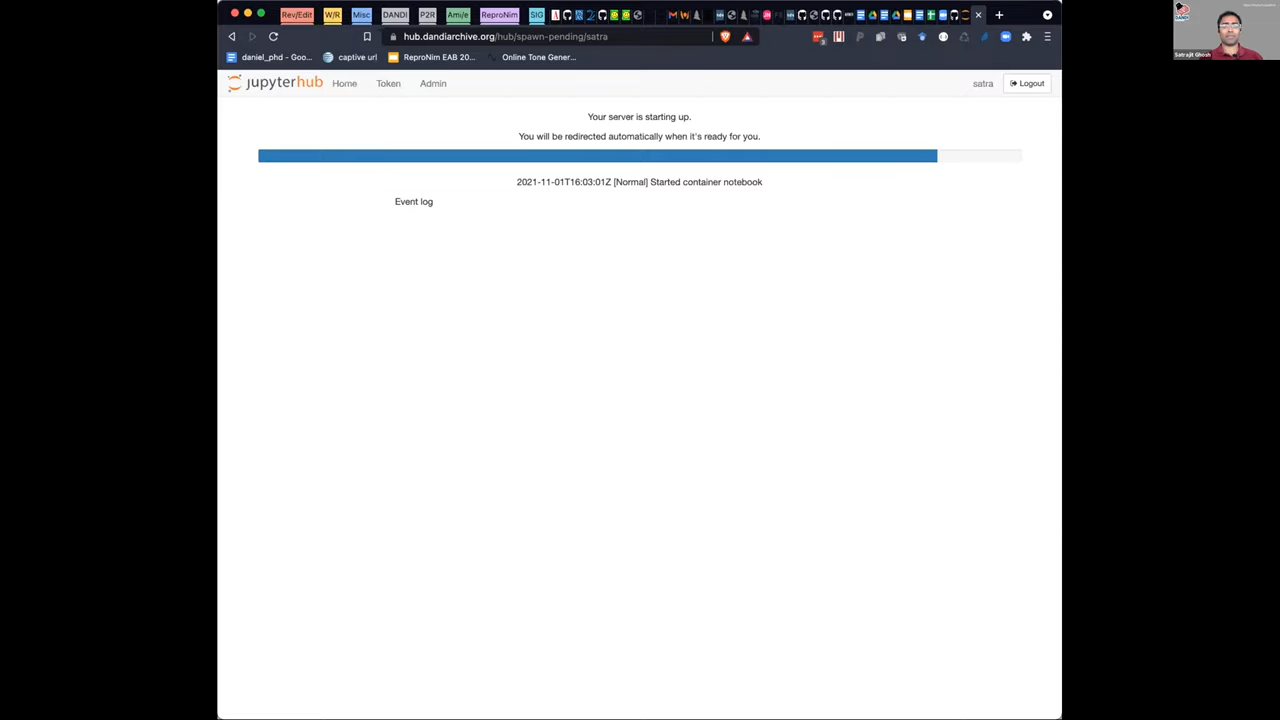 Rev/Edit W/R Misc DANDI P2R Ami/e ReproNim SIG
hub.dandiarchive.org/hub/spawn-pending/satra
daniel_phd - Goo... captive url ReproNim EAB 20... Online Tone Gener...
jupyterhub Home Token Admin satra Logout
Your server is starting up.
You will be redirected automatically when it's ready for you.
2021-11-01T16:03:01Z [Normal] Started container notebook
Event log
DANDI
Satrajit Ghosh